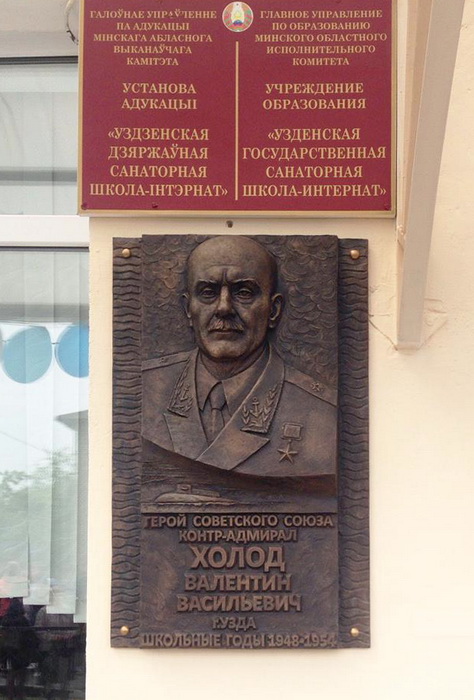 ГАЛОЎНАЕ УПРАЎЛЕННЕ
ПА АДУКАЦЫІ
МІНСКАГА АБЛАСНОГА
ВЫКАНАЎЧАГА
КАМІТЭТА
УСТАНОВА
АДУКАЦЫІ
«УЗДЗЕНСКАЯ
ДЗЯРЖАЎНАЯ
САНАТОРНАЯ
ШКОЛА-ІНТЭРНАТ»
ГЛАВНОЕ УПРАВЛЕНИЕ
ПО ОБРАЗОВАНИЮ
МИНСКОГО ОБЛАСТНОГО
ИСПОЛНИТЕЛЬНОГО
КОМИТЕТА
УЧРЕЖДЕНИЕ
ОБРАЗОВАНИЯ
«УЗДЕНСКАЯ
ГОСУДАРСТВЕННАЯ
САНАТОРНАЯ
ШКОЛА-ИНТЕРНАТ»
ГЕРОЙ СОВЕТСКОГО СОЮЗА
КОНТР-АДМИРАЛ
ХОЛОД
ВАЛЕНТИН
ВАСИЛЬЕВИЧ
Г.УЗДА
ШКОЛЬНЫЕ ГОДЫ 1948-1954